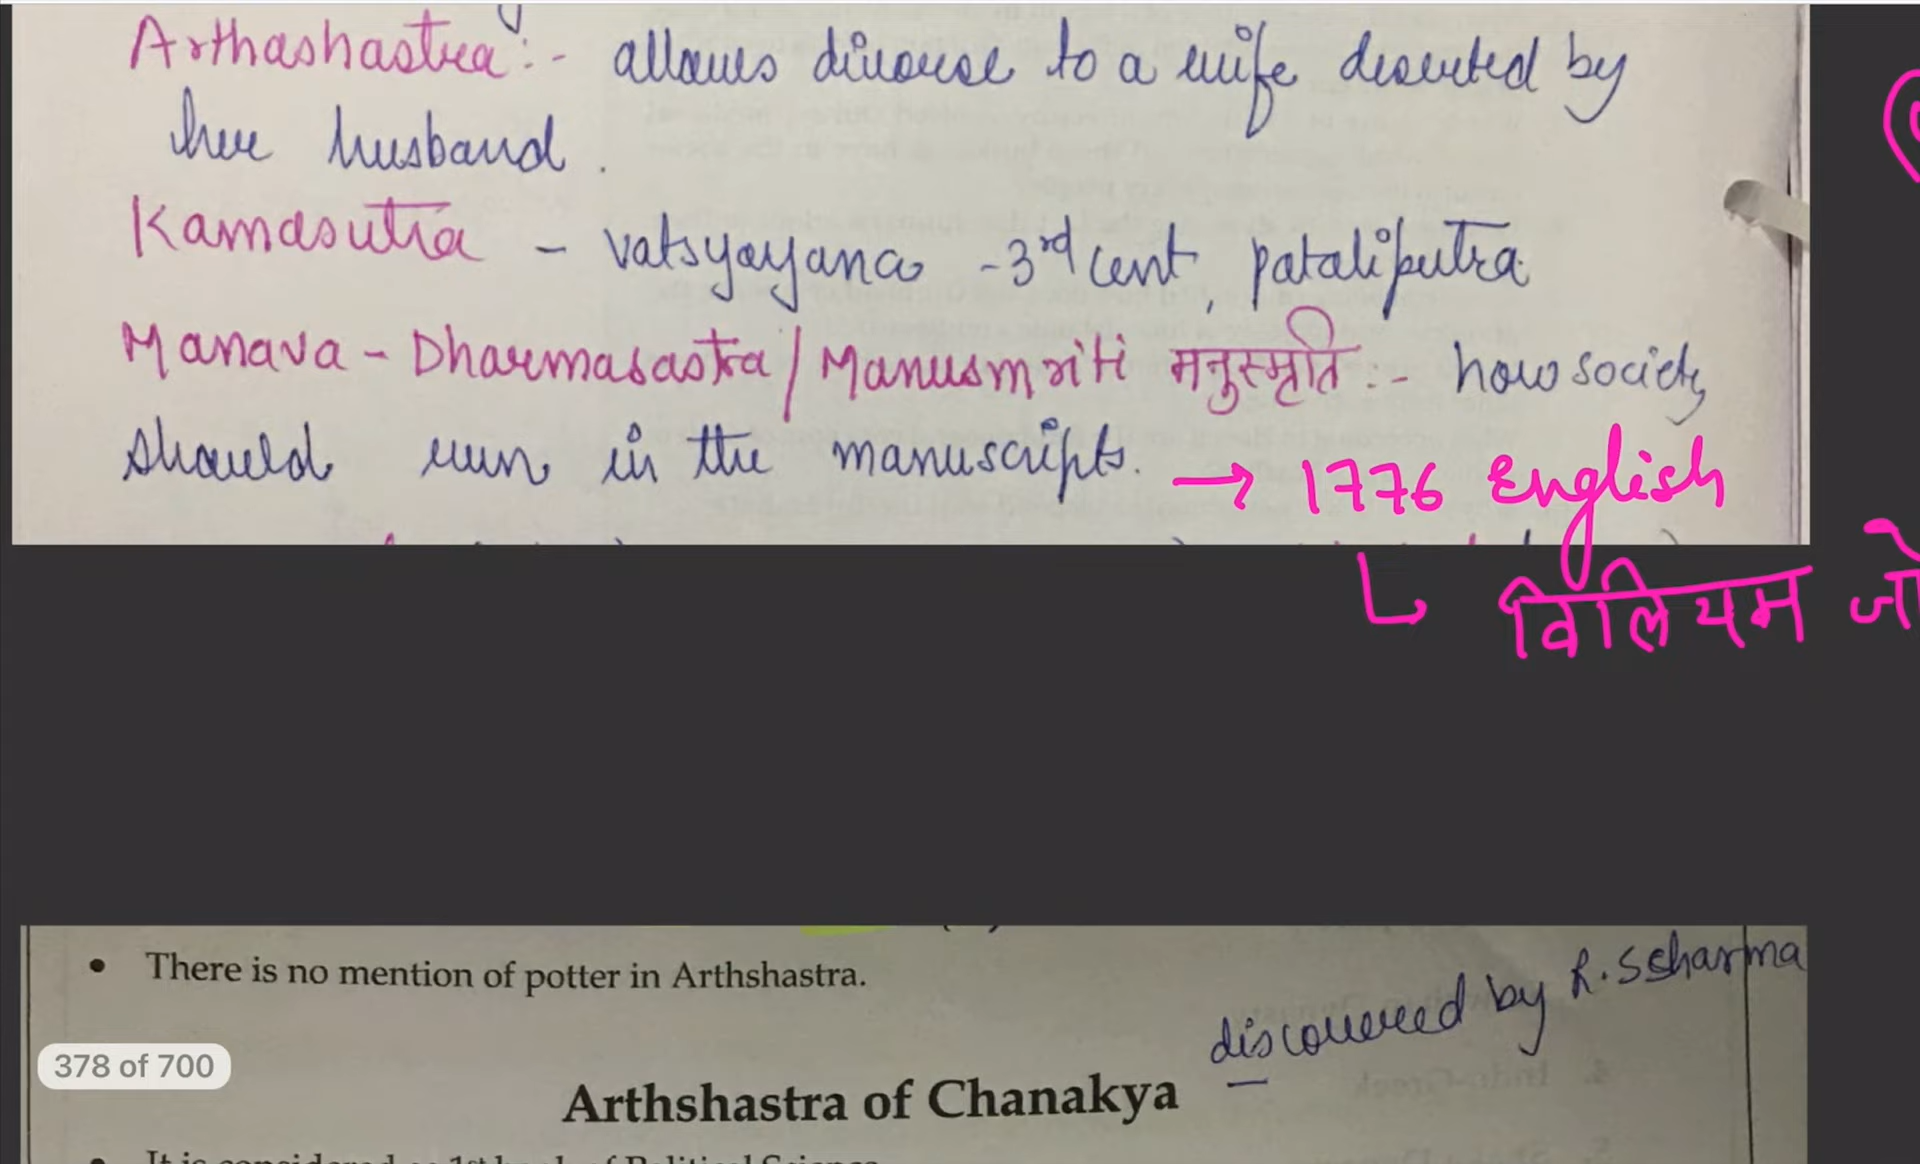 Arthashastra :- allows divorse to a wife deserted by
her husband.
Kamasutra - Vatsyayana - 3rd cent, pataliputra
Manava - Dharmasastra / Manusmriti मनुस्मृति :- how society
should run in the manuscripts. → 1776 English
विलियम जो
• There is no mention of potter in Arthshastra.
discovered by R.S Sharma
378 of 700
Arthshastra of Chanakya